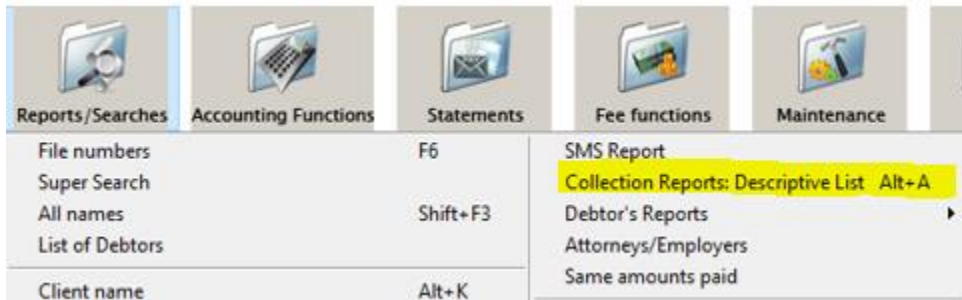 Reports/Searches
Accounting Functions
Statements
Fee functions
Maintenance
File numbers F6
Super Search
All names Shift+F3
List of Debtors
Client name Alt+K
SMS Report
Collection Reports: Descriptive List Alt+A
Debtor's Reports
Attorneys/Employers
Same amounts paid